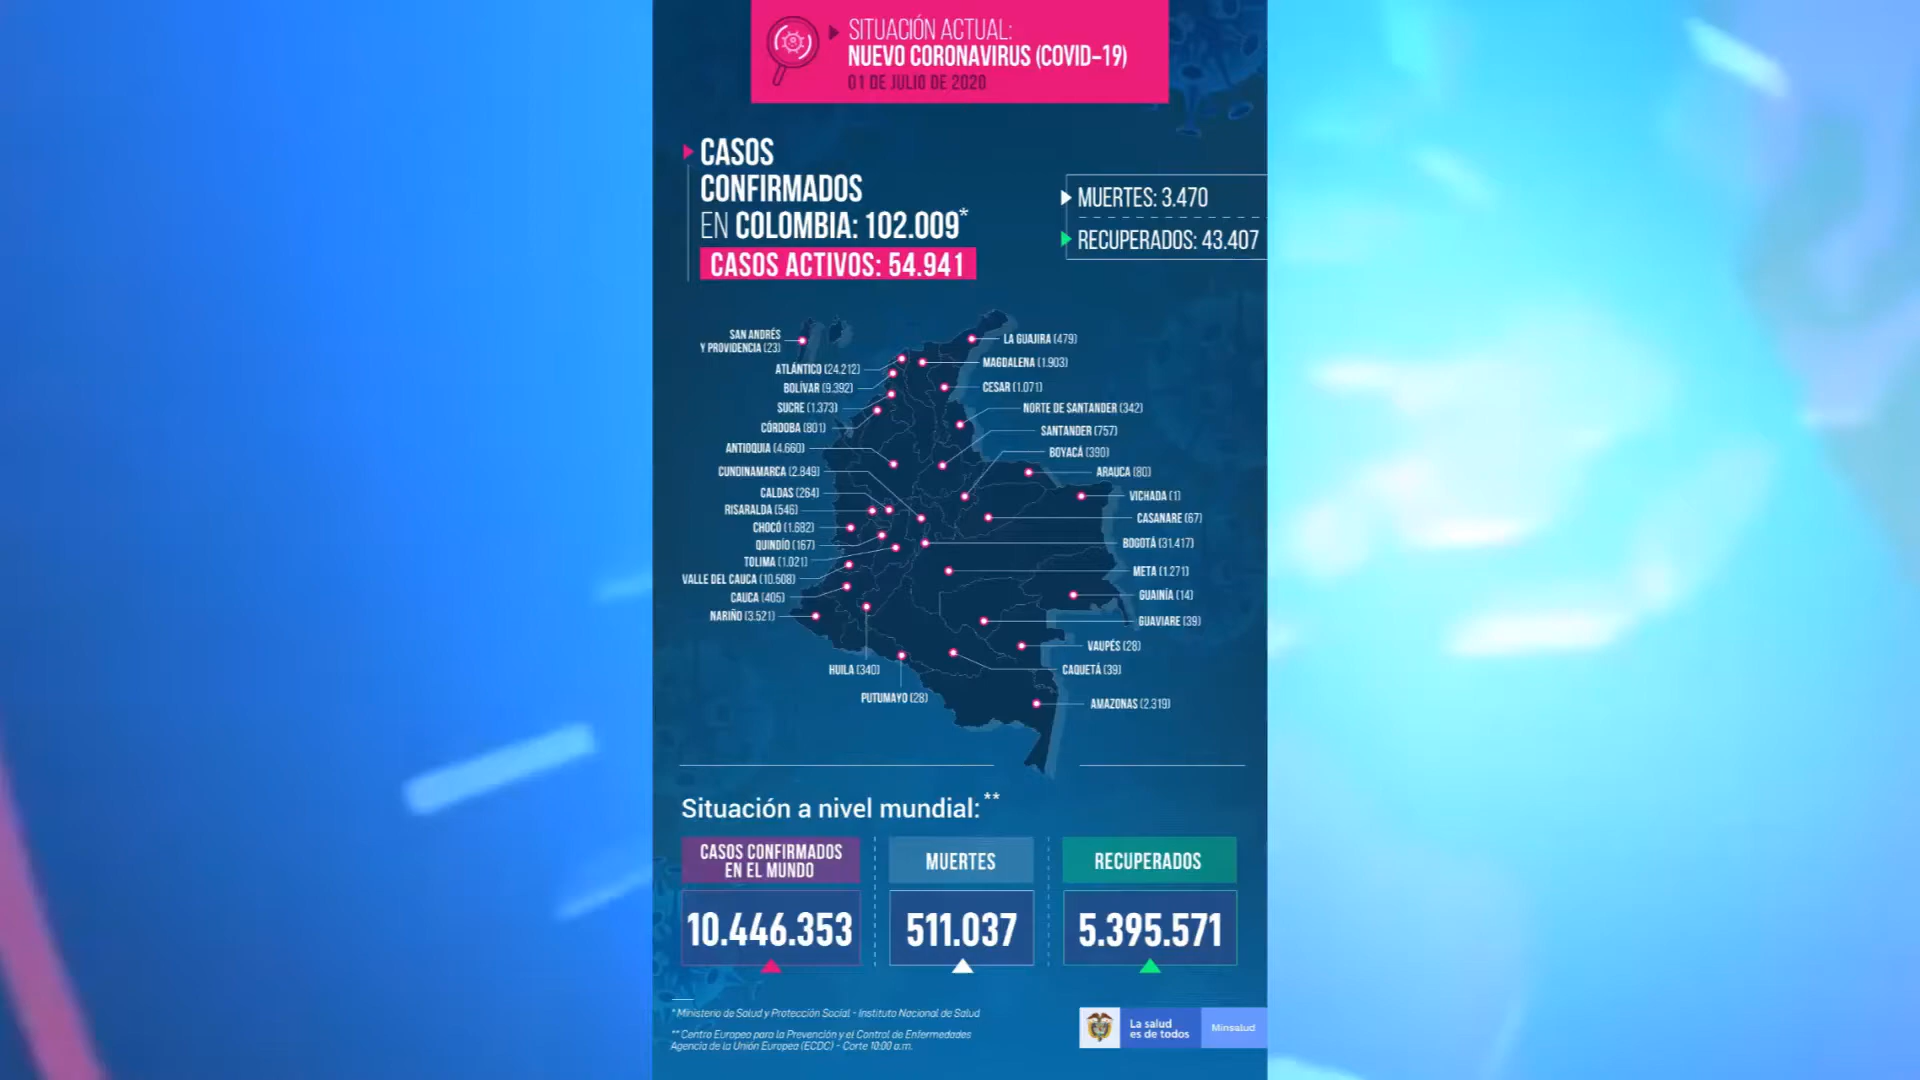 SITUACIÓN ACTUAL:
NUEVO CORONAVIRUS (COVID-19)
01 DE JULIO DE 2020
CASOS
CONFIRMADOS
EN COLOMBIA: 102.009*
CASOS ACTIVOS: 54.941
MUERTES: 3.470
RECUPERADOS: 43.407
SAN ANDRÉS
Y PROVIDENCIA (23)
ATLÁNTICO (24.212)
BOLÍVAR (9.392)
SUCRE (1.373)
CÓRDOBA (801)
ANTIOQUIA (4.660)
CUNDINAMARCA (2.849)
CALDAS (264)
RISARALDA (546)
CHOCÓ (1.682)
QUINDÍO (167)
TOLIMA (1.021)
VALLE DEL CAUCA (10.508)
CAUCA (405)
NARIÑO (3.521)
HUILA (340)
PUTUMAYO (28)
LA GUAJIRA (479)
MAGDALENA (1.903)
CESAR (1.071)
NORTE DE SANTANDER (342)
SANTANDER (757)
BOYACÁ (390)
ARAUCA (80)
VICHADA (1)
CASANARE (67)
BOGOTÁ (31.417)
META (1.271)
GUAINÍA (14)
GUAVIARE (39)
VAUPÉS (28)
CAQUETÁ (39)
AMAZONAS (2.319)
Situación a nivel mundial:**
CASOS CONFIRMADOS
EN EL MUNDO
10.446.353
MUERTES
511.037
RECUPERADOS
5.395.571
* Ministerio de Salud y Protección Social - Instituto Nacional de Salud
** Centro Europeo para la Prevención y el Control de Enfermedades
Agencia de la Unión Europea (ECDC) - Corte 10:00 a.m.
La salud
es de todos
Minsalud